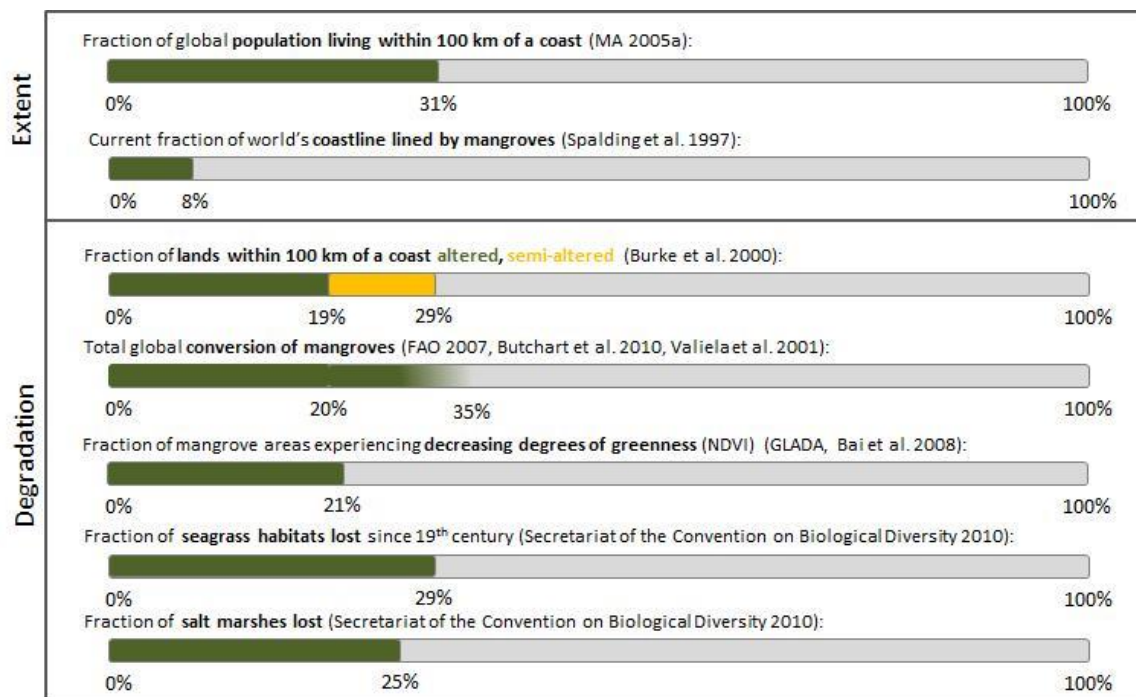 Extent
Fraction of global population living within 100 km of a coast (MA 2005a):
0% 31% 100%
Current fraction of world's coastline lined by mangroves (Spalding et al. 1997):
0% 8% 100%
Degradation
Fraction of lands within 100 km of a coast altered, semi-altered (Burke et al. 2000):
0% 19% 29% 100%
Total global conversion of mangroves (FAO 2007, Butchart et al. 2010, Valiela et al. 2001):
0% 20% 35% 100%
Fraction of mangrove areas experiencing decreasing degrees of greenness (NDVI) (GLADA, Bai et al. 2008):
0% 21% 100%
Fraction of seagrass habitats lost since 19th century (Secretariat of the Convention on Biological Diversity 2010):
0% 29% 100%
Fraction of salt marshes lost (Secretariat of the Convention on Biological Diversity 2010):
0% 25% 100%